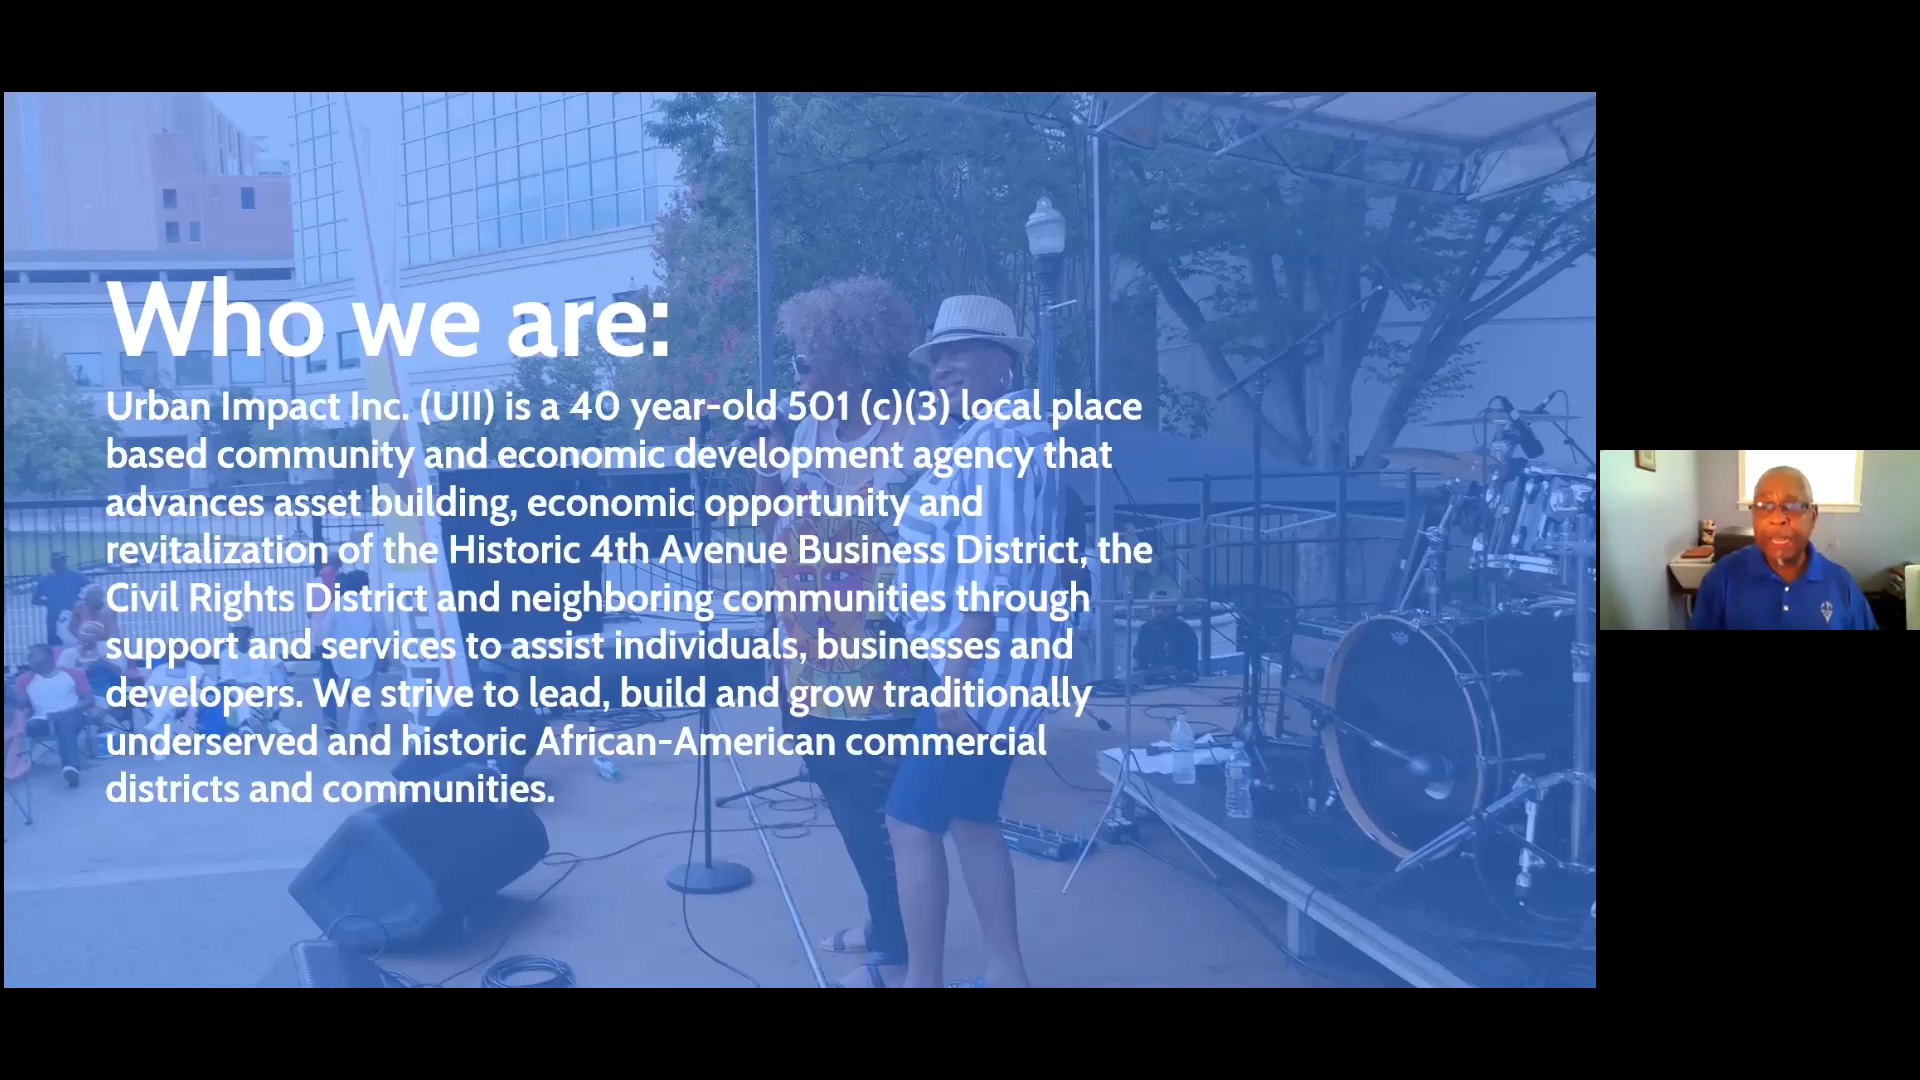 Who we are:
Urban Impact Inc. (UII) is a 40 year-old 501 (c)(3) local place
based community and economic development agency that
advances asset building, economic opportunity and
revitalization of the Historic 4th Avenue Business District, the
Civil Rights District and neighboring communities through
support and services to assist individuals, businesses and
developers. We strive to lead, build and grow traditionally
underserved and historic African-American commercial
districts and communities.